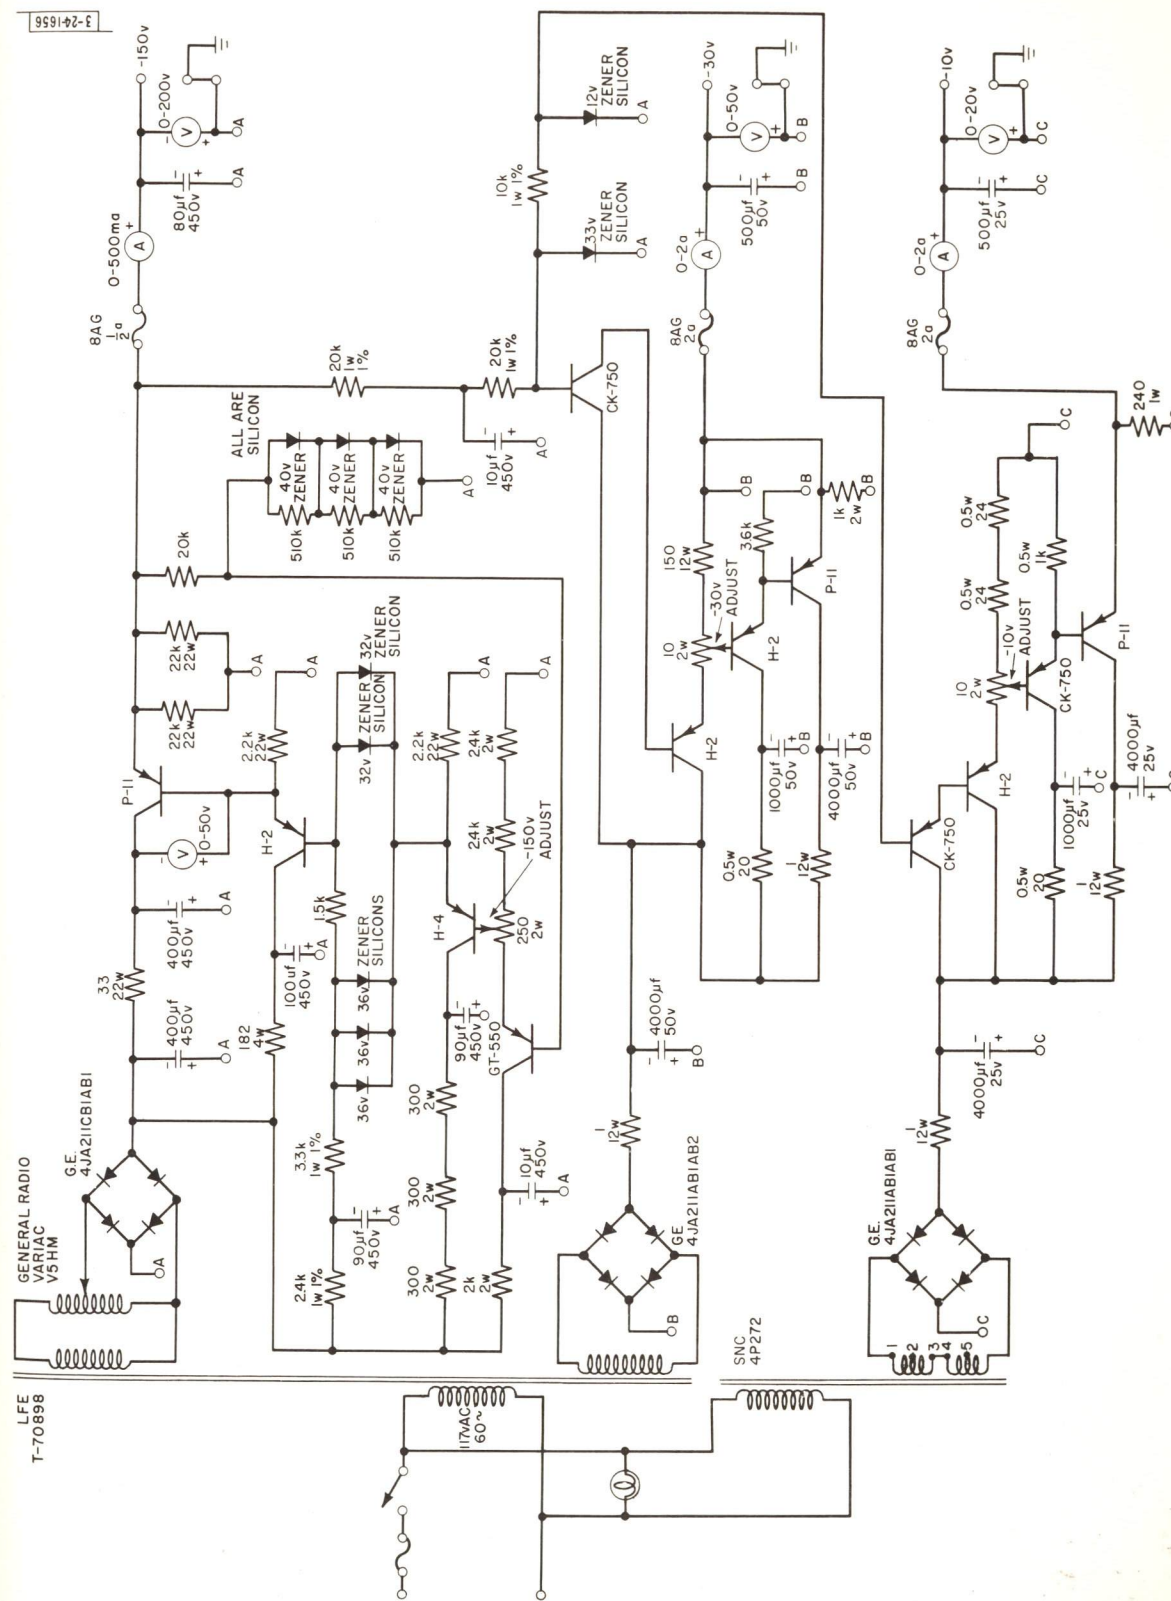 3-24-1656
LFE
T-70898
GENERAL RADIO
VARIAC
V5HM
G.E.
4JA211CB1AB1
A
400µf
450v
A
33
22w
400µf
450v
A
V
0-50v
P-11
22k
22w
22k
22w
A
20k
8AG
½a
0-500ma
A
80µf
450v
A
0-200v
V
A
-150v
182
4w
100µf
450v
A
H-2
2.2k
22w
A
ALL ARE
SILICON
40v
ZENER
40v
ZENER
40v
ZENER
510k
510k
510k
A
20k
1w 1%
20k
1w 1%
10µf
450v
A
2.4k
1w 1%
90µf
450v
A
3.3k
1w 1%
36v
36v
36v
ZENER
SILICONS
1.5k
32v
ZENER
SILICON
32v
ZENER
SILICON
300
2w
300
2w
300
2w
90µf
450v
H-4
2.2k
22w
A
2k
2w
10µf
450v
A
GT-550
250
2w
-150v
ADJUST
24k
2w
24k
2w
A
CK-750
33v
ZENER
SILICON
A
10k
1w 1%
12v
ZENER
SILICON
A
117vAC
60~
GE
4JA211AB1AB2
B
1
12w
4000µf
50v
B
H-2
10
2w
-30v
ADJUST
150
12w
B
H-2
3.6k
B
0.5w
20
1000µf
50v
B
1
12w
4000µf
50v
B
P-11
1k
2w
B
8AG
2a
0-2a
A
500µf
50v
B
0-50v
V
B
-30v
SNC
4P272
1
2
3
4
5
G.E.
4JA211AB1AB1
C
1
12w
4000µf
25v
C
CK-750
H-2
10
2w
-10v
ADJUST
0.5w
24
0.5w
24
C
CK-750
0.5w
1k
0.5w
20
1000µf
25v
C
1
12w
4000µf
25v
P-11
240
1w
8AG
2a
0-2a
A
500µf
25v
C
0-20v
V
C
-10v